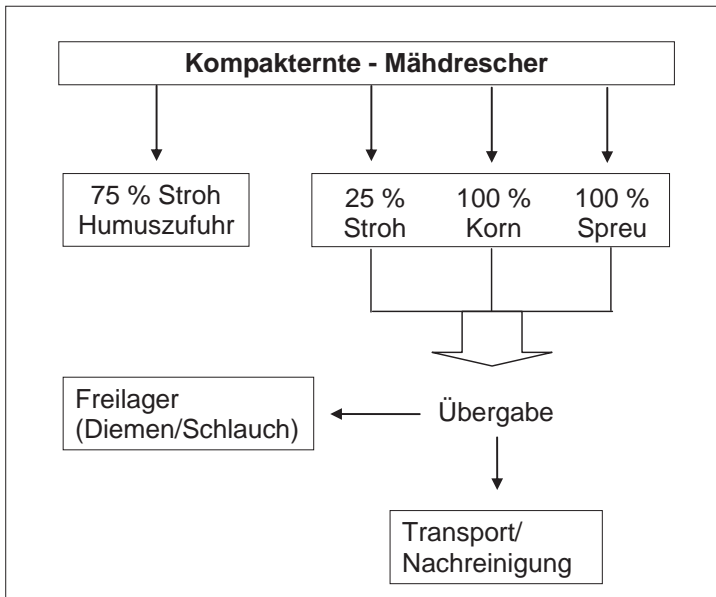 Kompakternte - Mähdrescher
75 % Stroh
Humuszufuhr
25 % 100 % 100 %
Stroh Korn Spreu
Freilager
(Diemen/Schlauch)
Übergabe
Transport/
Nachreinigung